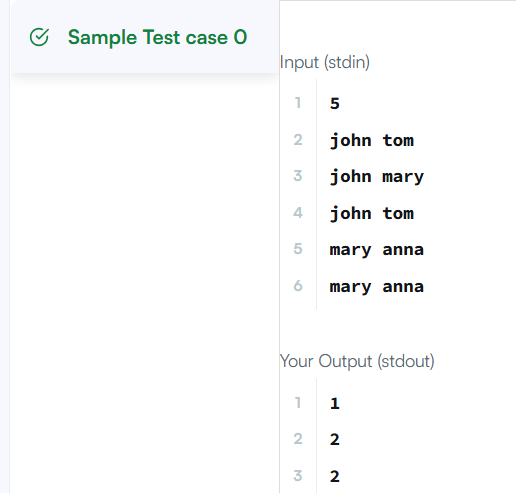 Sample Test case 0
Input (stdin)
1 5
2 john tom
3 john mary
4 john tom
5 mary anna
6 mary anna
Your Output (stdout)
1 1
2 2
3 2